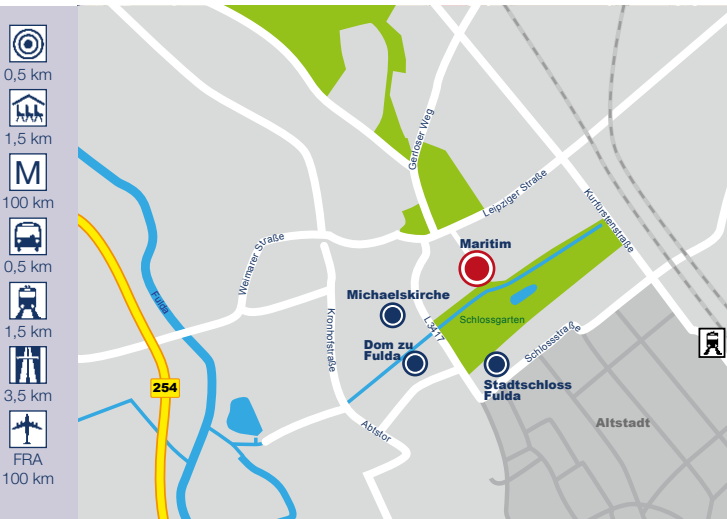 0,5 km
1,5 km
M
100 km
0,5 km
1,5 km
3,5 km
FRA
100 km
Gerloser Weg
Leipziger Straße
Kurfürstenstraße
Weimarer Straße
Maritim
Fulda
Michaelskirche
Kronhofstraße
L 3417
Schlossgarten
Schlossstraße
Dom zu
Fulda
254
Stadtschloss
Fulda
Abtstor
Altstadt